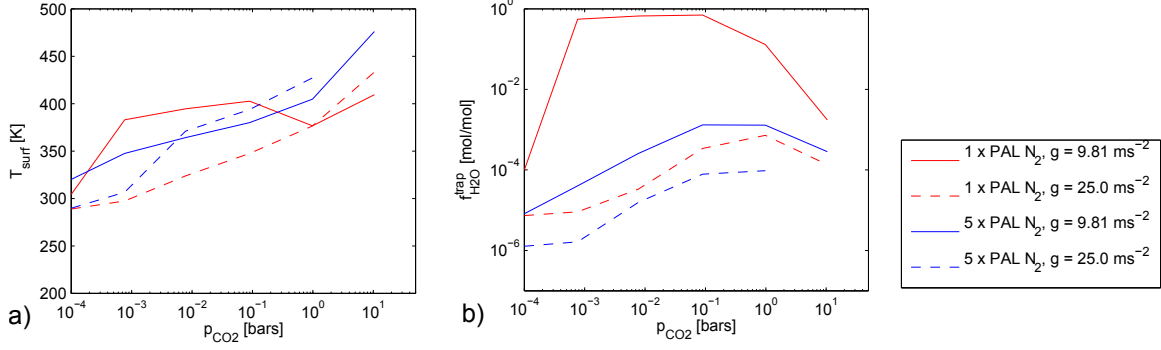 500
450
400
350
300
250
200
T_surf [K]
10^−4
10^−3
10^−2
10^−1
10^0
10^1
p_CO2 [bars]
a)
10^0
10^−2
10^−4
10^−6
f^trap_H2O [mol/mol]
10^−4
10^−3
10^−2
10^−1
10^0
10^1
p_CO2 [bars]
b)
1 x PAL N_2, g = 9.81 ms^−2
1 x PAL N_2, g = 25.0 ms^−2
5 x PAL N_2, g = 9.81 ms^−2
5 x PAL N_2, g = 25.0 ms^−2